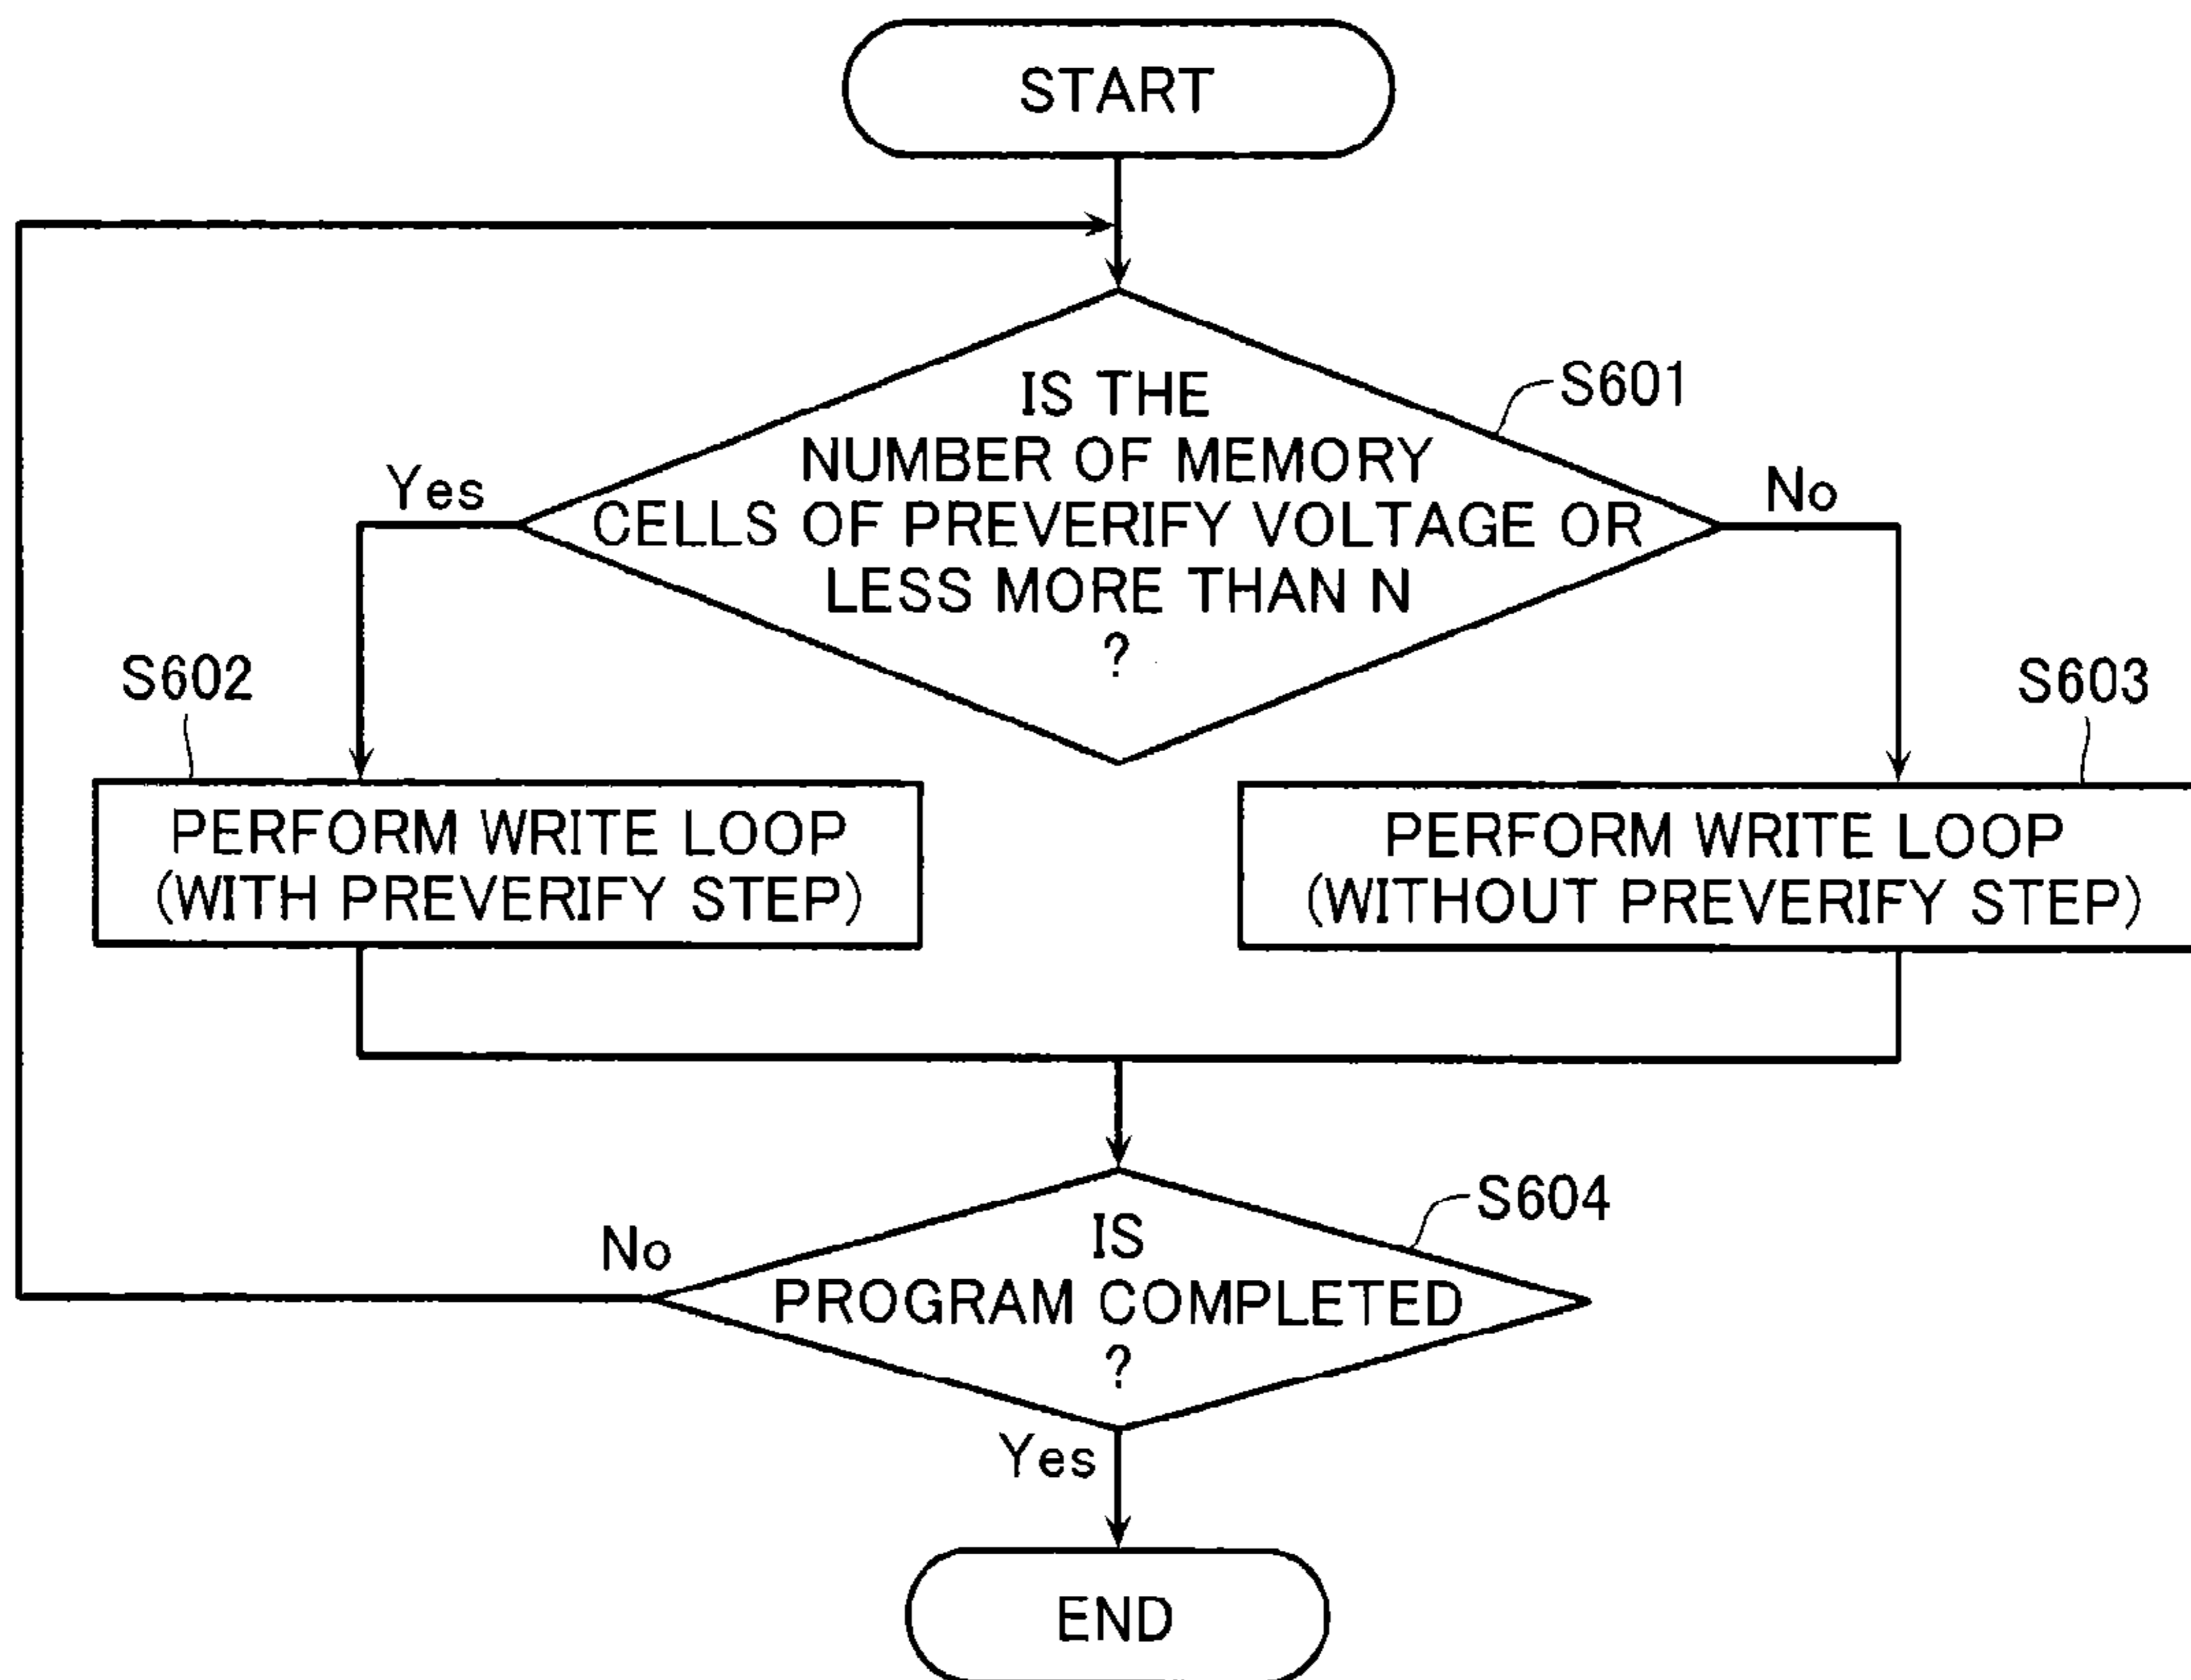 START
S601
IS THE
NUMBER OF MEMORY
CELLS OF PREVERIFY VOLTAGE OR
LESS MORE THAN N
?
Yes
No
S602
S603
PERFORM WRITE LOOP
(WITH PREVERIFY STEP)
PERFORM WRITE LOOP
(WITHOUT PREVERIFY STEP)
S604
IS
PROGRAM COMPLETED
?
No
Yes
END